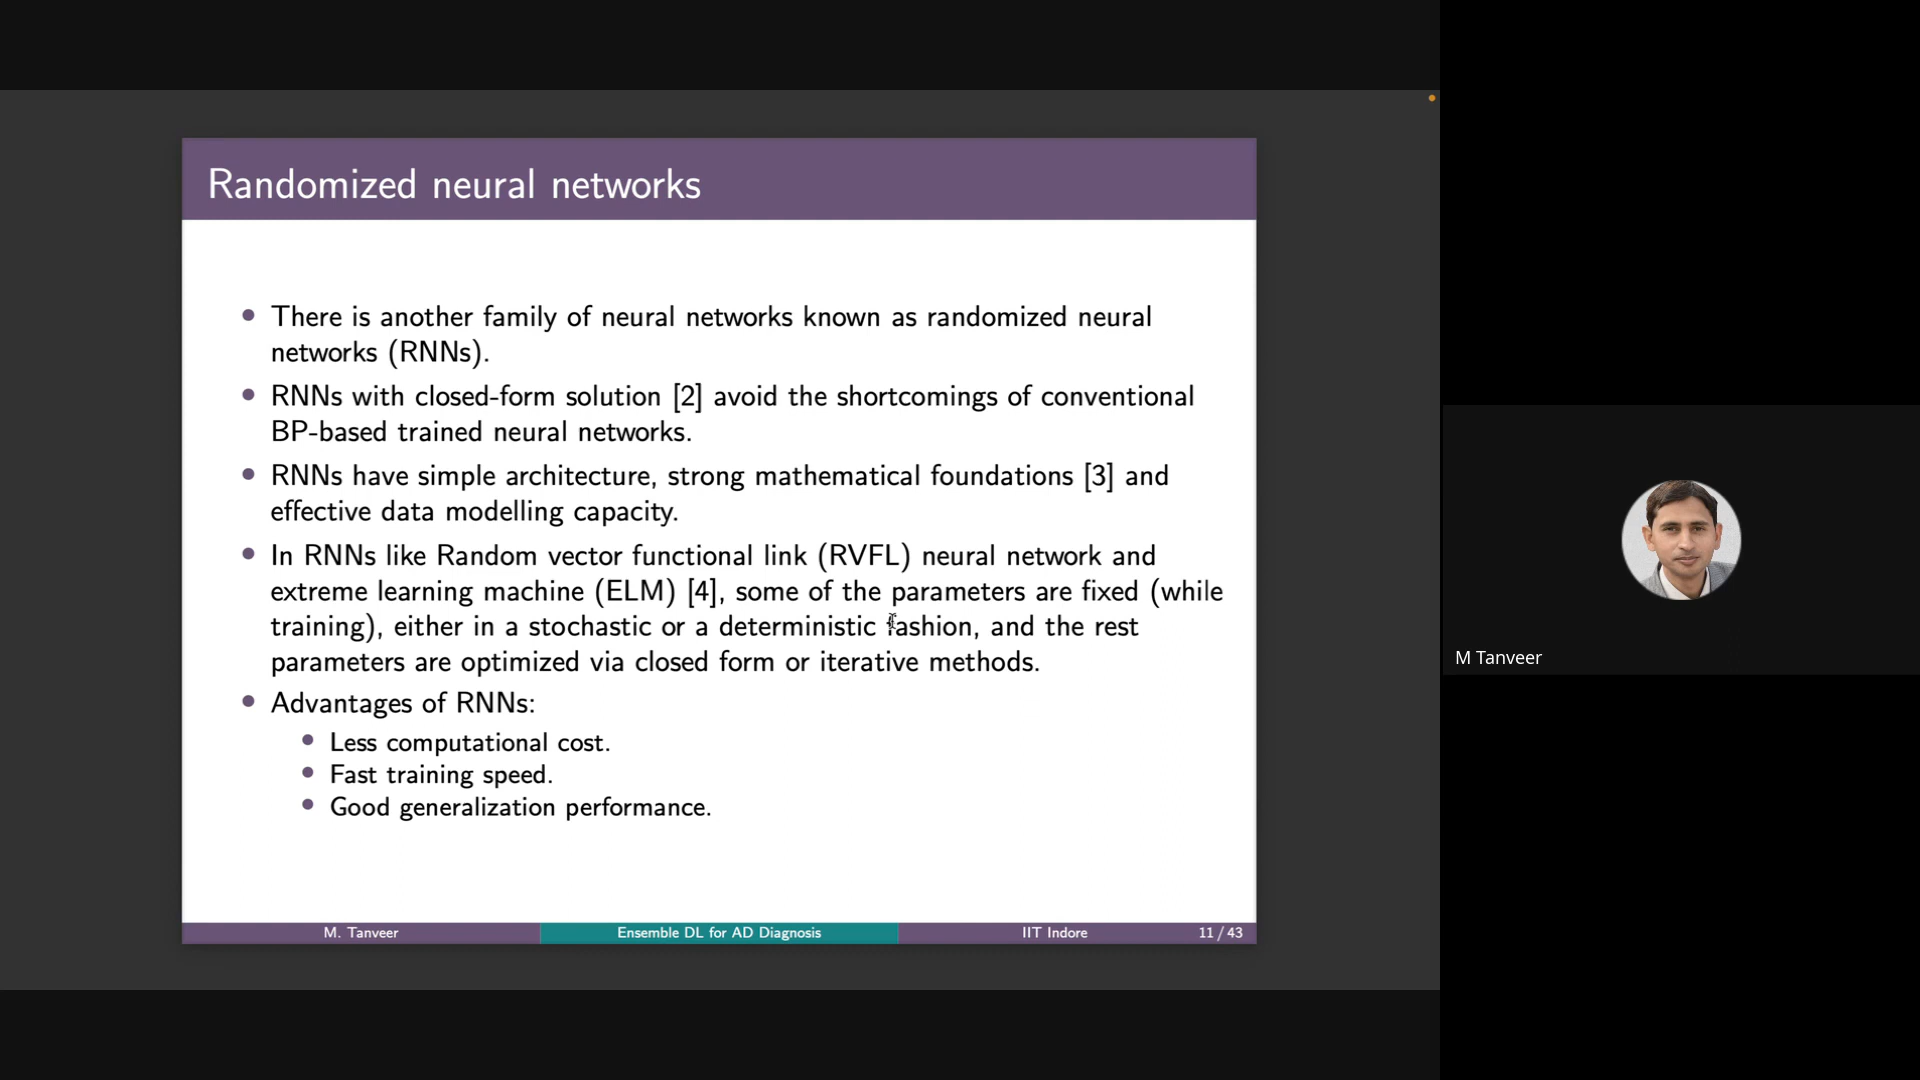 Randomized neural networks
There is another family of neural networks known as randomized neural
networks (RNNs).
RNNs with closed-form solution [2] avoid the shortcomings of conventional
BP-based trained neural networks.
RNNs have simple architecture, strong mathematical foundations [3] and
effective data modelling capacity.
In RNNs like Random vector functional link (RVFL) neural network and
extreme learning machine (ELM) [4], some of the parameters are fixed (while
training), either in a stochastic or a deterministic fashion, and the rest
parameters are optimized via closed form or iterative methods.
Advantages of RNNs:
Less computational cost.
Fast training speed.
Good generalization performance.
M. Tanveer
Ensemble DL for AD Diagnosis
IIT Indore
11 / 43
M Tanveer